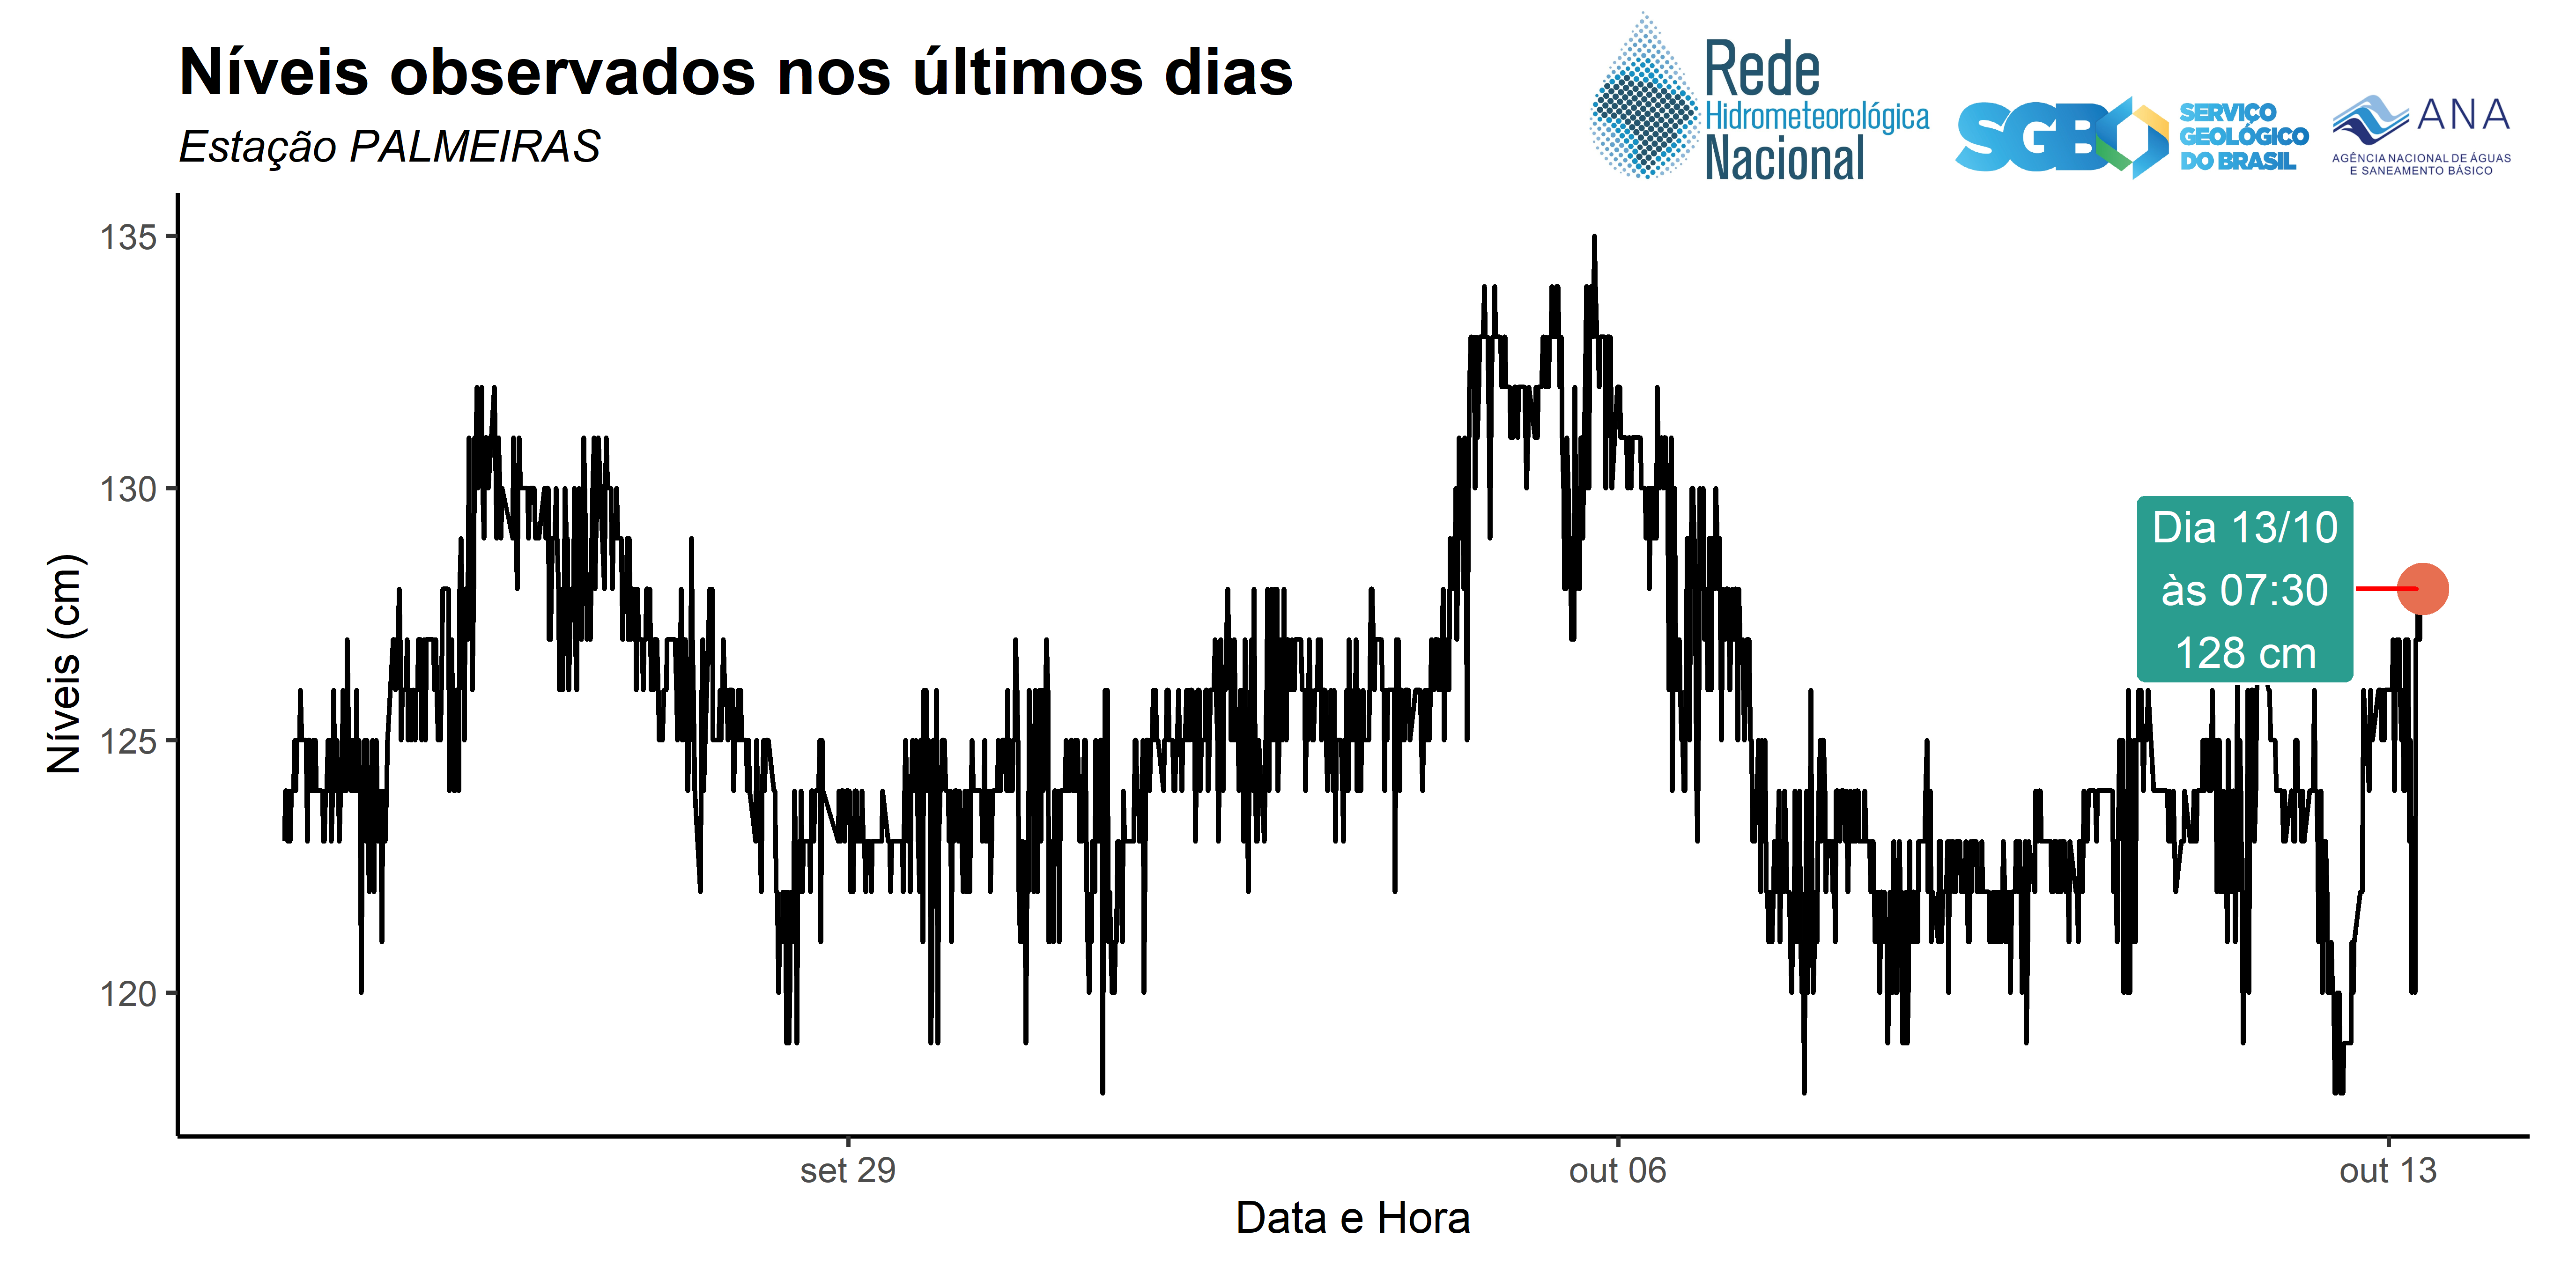 Níveis observados nos últimos dias
Estação PALMEIRAS
Rede
Hidrometeorológica
Nacional
SGB
SERVIÇO
GEOLÓGICO
DO BRASIL
ANA
AGÊNCIA NACIONAL DE ÁGUAS
E SANEAMENTO BÁSICO
Níveis (cm)
135
130
125
120
Dia 13/10
às 07:30
128 cm
set 29
out 06
out 13
Data e Hora